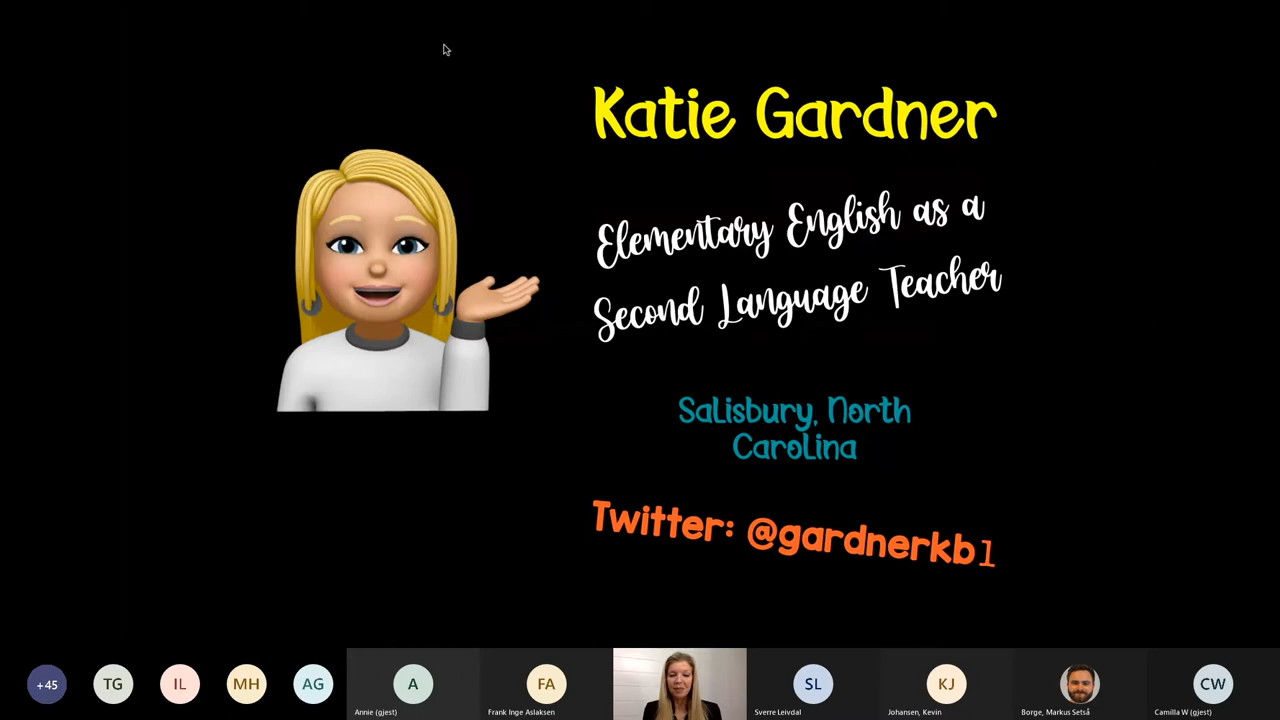 Katie Gardner
Elementary English as a
Second Language Teacher
Salisbury, North
Carolina
Twitter: @gardnerkb1
+45
TG
IL
MH
AG
A
FA
SL
KJ
CW
Annie (gjest)
Frank Inge Aslaksen
Sverre Leivdal
Johansen, Kevin
Borge, Markus Setså
Camilla W (gjest)